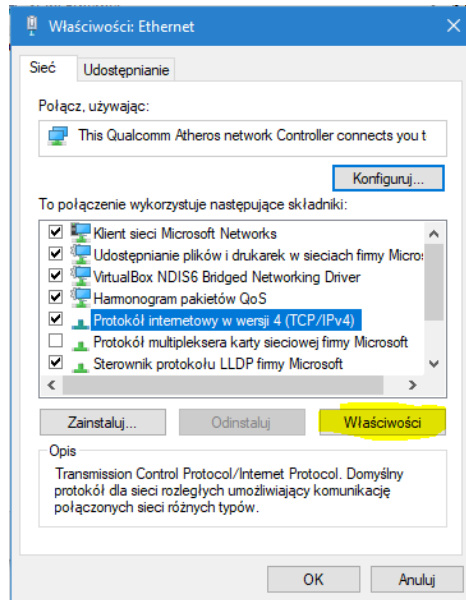 Właściwości: Ethernet
Sieć Udostępnianie
Połącz, używając:
This Qualcomm Atheros network Controller connects you t
Konfiguruj...
To połączenie wykorzystuje następujące składniki:
Klient sieci Microsoft Networks
Udostępnianie plików i drukarek w sieciach firmy Micros
VirtualBox NDIS6 Bridged Networking Driver
Harmonogram pakietów QoS
Protokół internetowy w wersji 4 (TCP/IPv4)
Protokół multipleksera karty sieciowej firmy Microsoft
Sterownik protokołu LLDP firmy Microsoft
Zainstaluj... Odinstaluj Właściwości
Opis
Transmission Control Protocol/Internet Protocol. Domyślny
protokół dla sieci rozległych umożliwiający komunikację
połączonych sieci różnych typów.
OK Anuluj